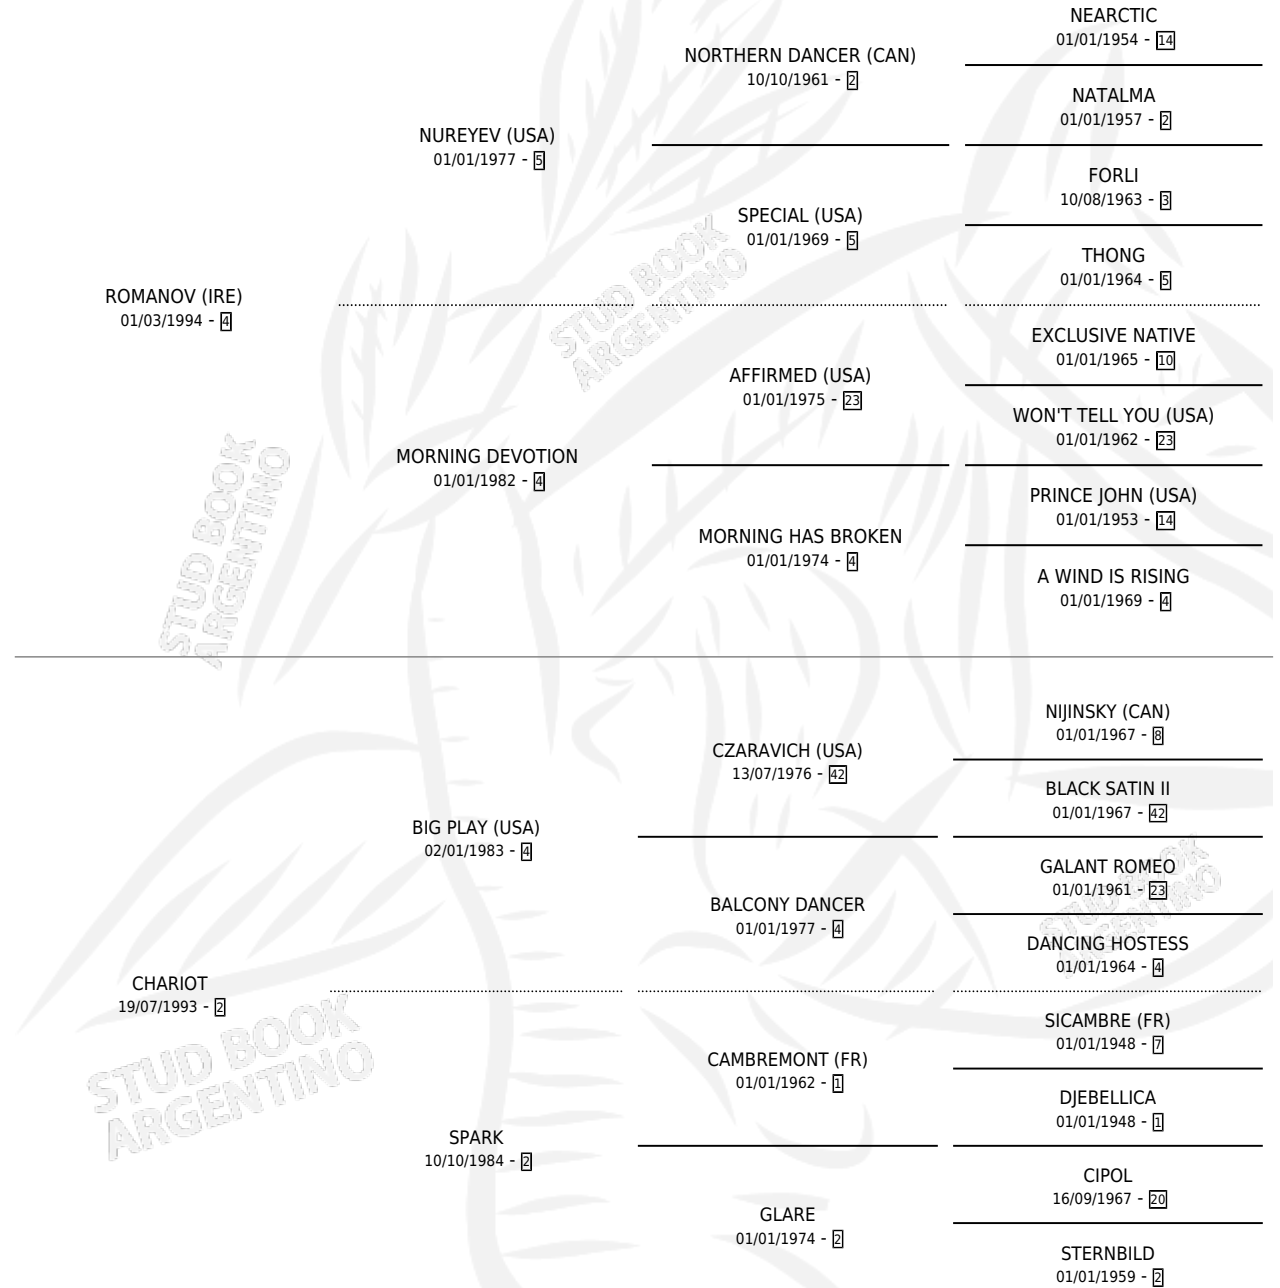 NEARCTIC
01/01/1954 - 14
NORTHERN DANCER (CAN)
10/10/1961 - 2
NATALMA
01/01/1957 - 2
NUREYEV (USA)
01/01/1977 - 5
FORLI
10/08/1963 - 3
SPECIAL (USA)
01/01/1969 - 5
THONG
01/01/1964 - 5
ROMANOV (IRE)
01/03/1994 - 4
EXCLUSIVE NATIVE
01/01/1965 - 10
AFFIRMED (USA)
01/01/1975 - 23
WON'T TELL YOU (USA)
01/01/1962 - 23
MORNING DEVOTION
01/01/1982 - 4
PRINCE JOHN (USA)
01/01/1953 - 14
MORNING HAS BROKEN
01/01/1974 - 4
A WIND IS RISING
01/01/1969 - 4
NIJINSKY (CAN)
01/01/1967 - 8
CZARAVICH (USA)
13/07/1976 - 42
BLACK SATIN II
01/01/1967 - 42
BIG PLAY (USA)
02/01/1983 - 4
GALANT ROMEO
01/01/1961 - 23
BALCONY DANCER
01/01/1977 - 4
DANCING HOSTESS
01/01/1964 - 4
CHARIOT
19/07/1993 - 2
SICAMBRE (FR)
01/01/1948 - 7
CAMBREMONT (FR)
01/01/1962 - 1
DJEBELLICA
01/01/1948 - 1
SPARK
10/10/1984 - 2
CIPOL
16/09/1967 - 20
GLARE
01/01/1974 - 2
STERNBILD
01/01/1959 - 2
STUD BOOK
ARGENTINO
STUD BOOK
ARGENTINO
STUD BOOK
ARGENTINO
STUD BOOK
ARGENTINO